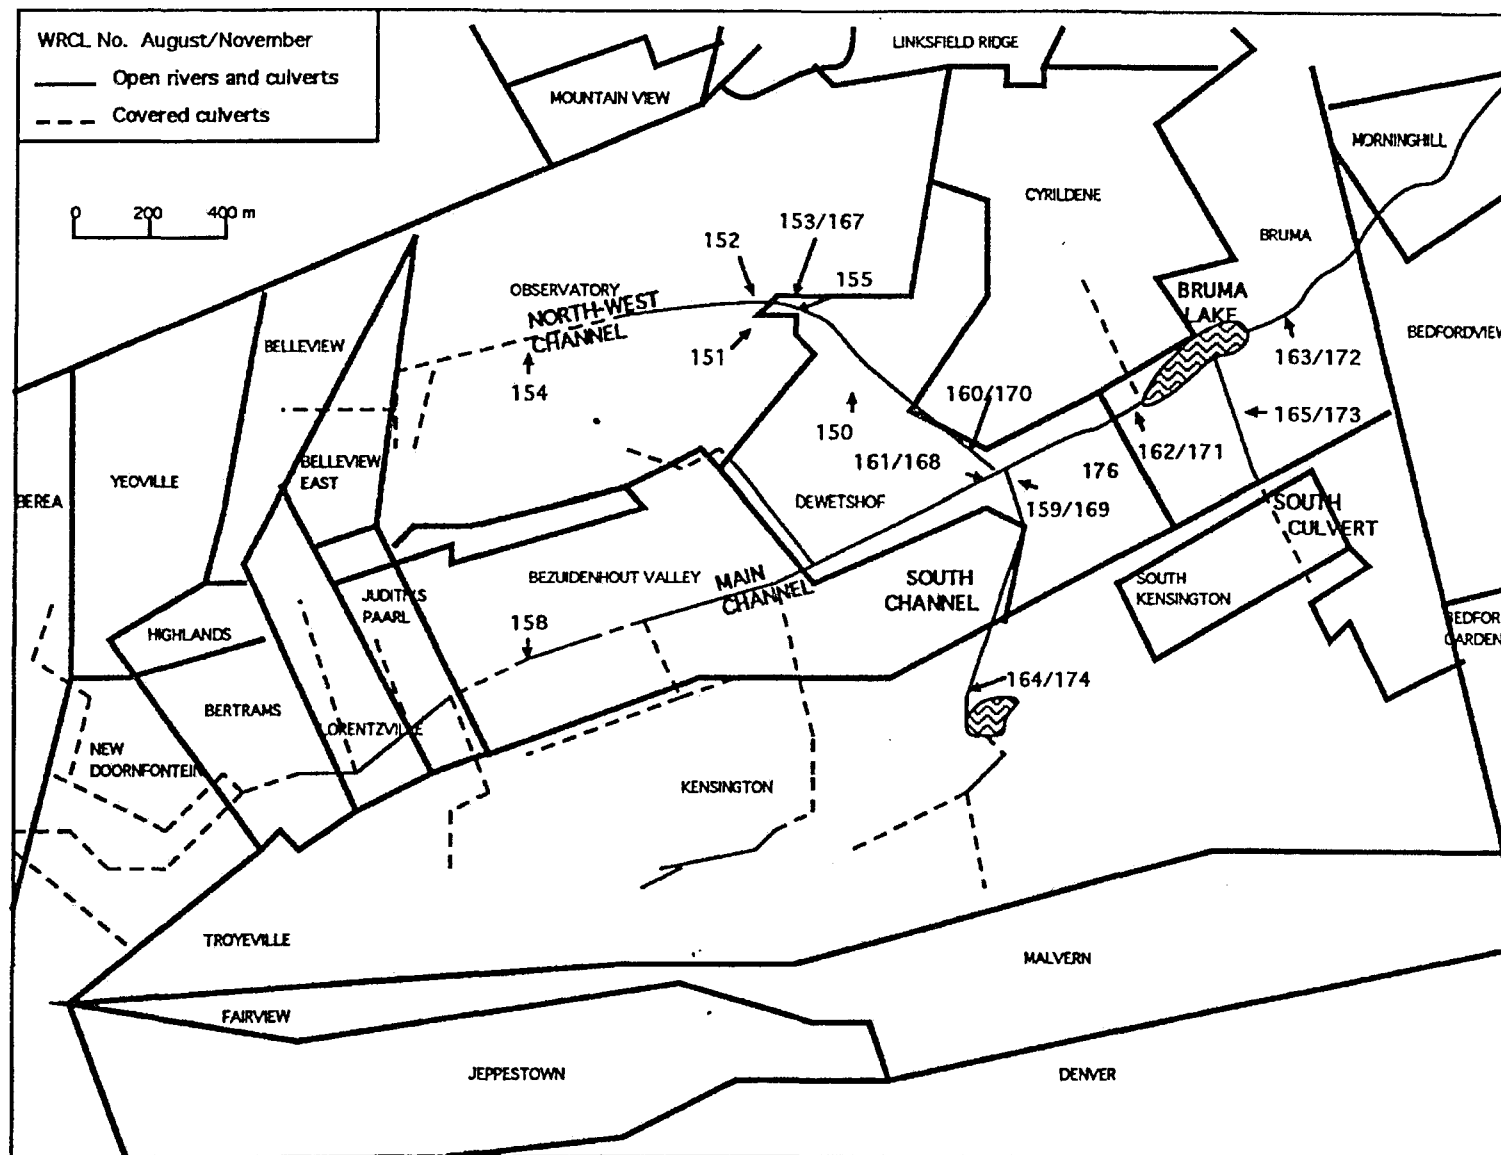 WRCL No. August/November
Open rivers and culverts
Covered culverts
0 200 400 m
LINKSFIELD RIDGE
MOUNTAIN VIEW
MORNINGHILL
CYRILDENE
BRUMA
153/167
152
155
OBSERVATORY
NORTH-WEST
CHANNEL
BRUMA
LAKE
BEDFORDVIEW
BELLEVIEW
151
163/172
154
160/170
165/173
150
162/171
161/168
176
BELLEVIEW
EAST
YEOVILLE
BEREA
DEWETSHOF
159/169
SOUTH
CULVERT
BEZUIDENHOUT VALLEY
MAIN
CHANNEL
SOUTH
CHANNEL
SOUTH
KENSINGTON
JUDITH'S
PAARL
158
HIGHLANDS
BEDFOR
GARDEN
164/174
BERTRAMS
LORENTZVILLE
NEW
DOORNFONTEIN
KENSINGTON
TROYEVILLE
MALVERN
FAIRVIEW
JEPPESTOWN
DENVER